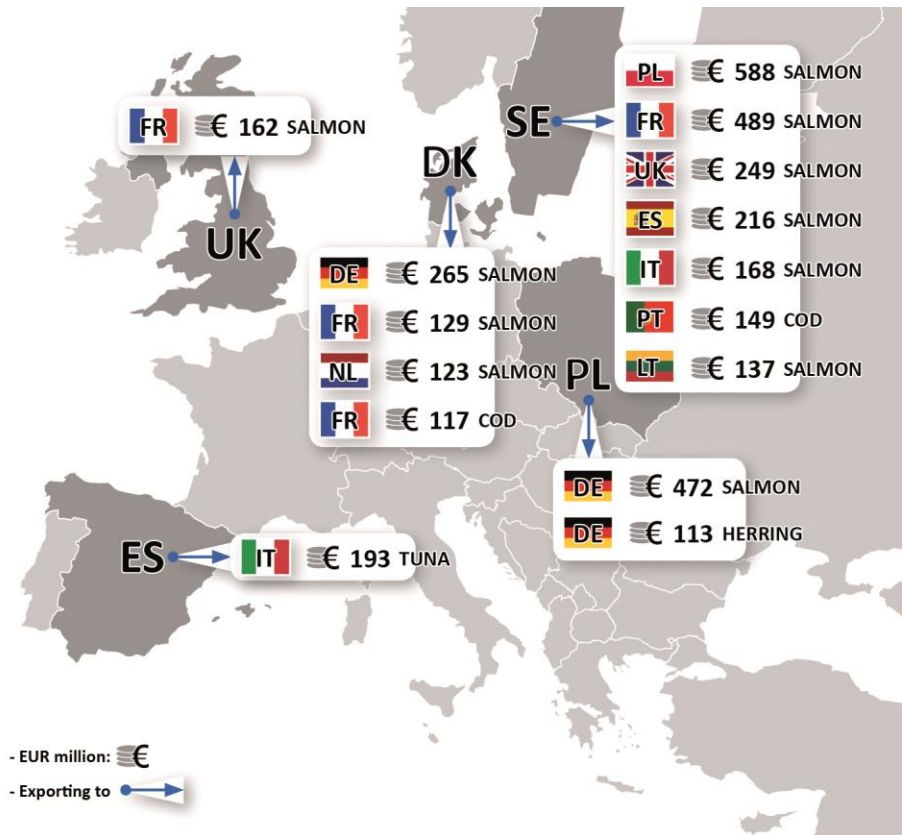 FR € 162 SALMON
UK
DK
DE € 265 SALMON
FR € 129 SALMON
NL € 123 SALMON
FR € 117 COD
SE
PL € 588 SALMON
FR € 489 SALMON
UK € 249 SALMON
ES € 216 SALMON
IT € 168 SALMON
PT € 149 COD
LT € 137 SALMON
PL
DE € 472 SALMON
DE € 113 HERRING
ES
IT € 193 TUNA
- EUR million: €
- Exporting to